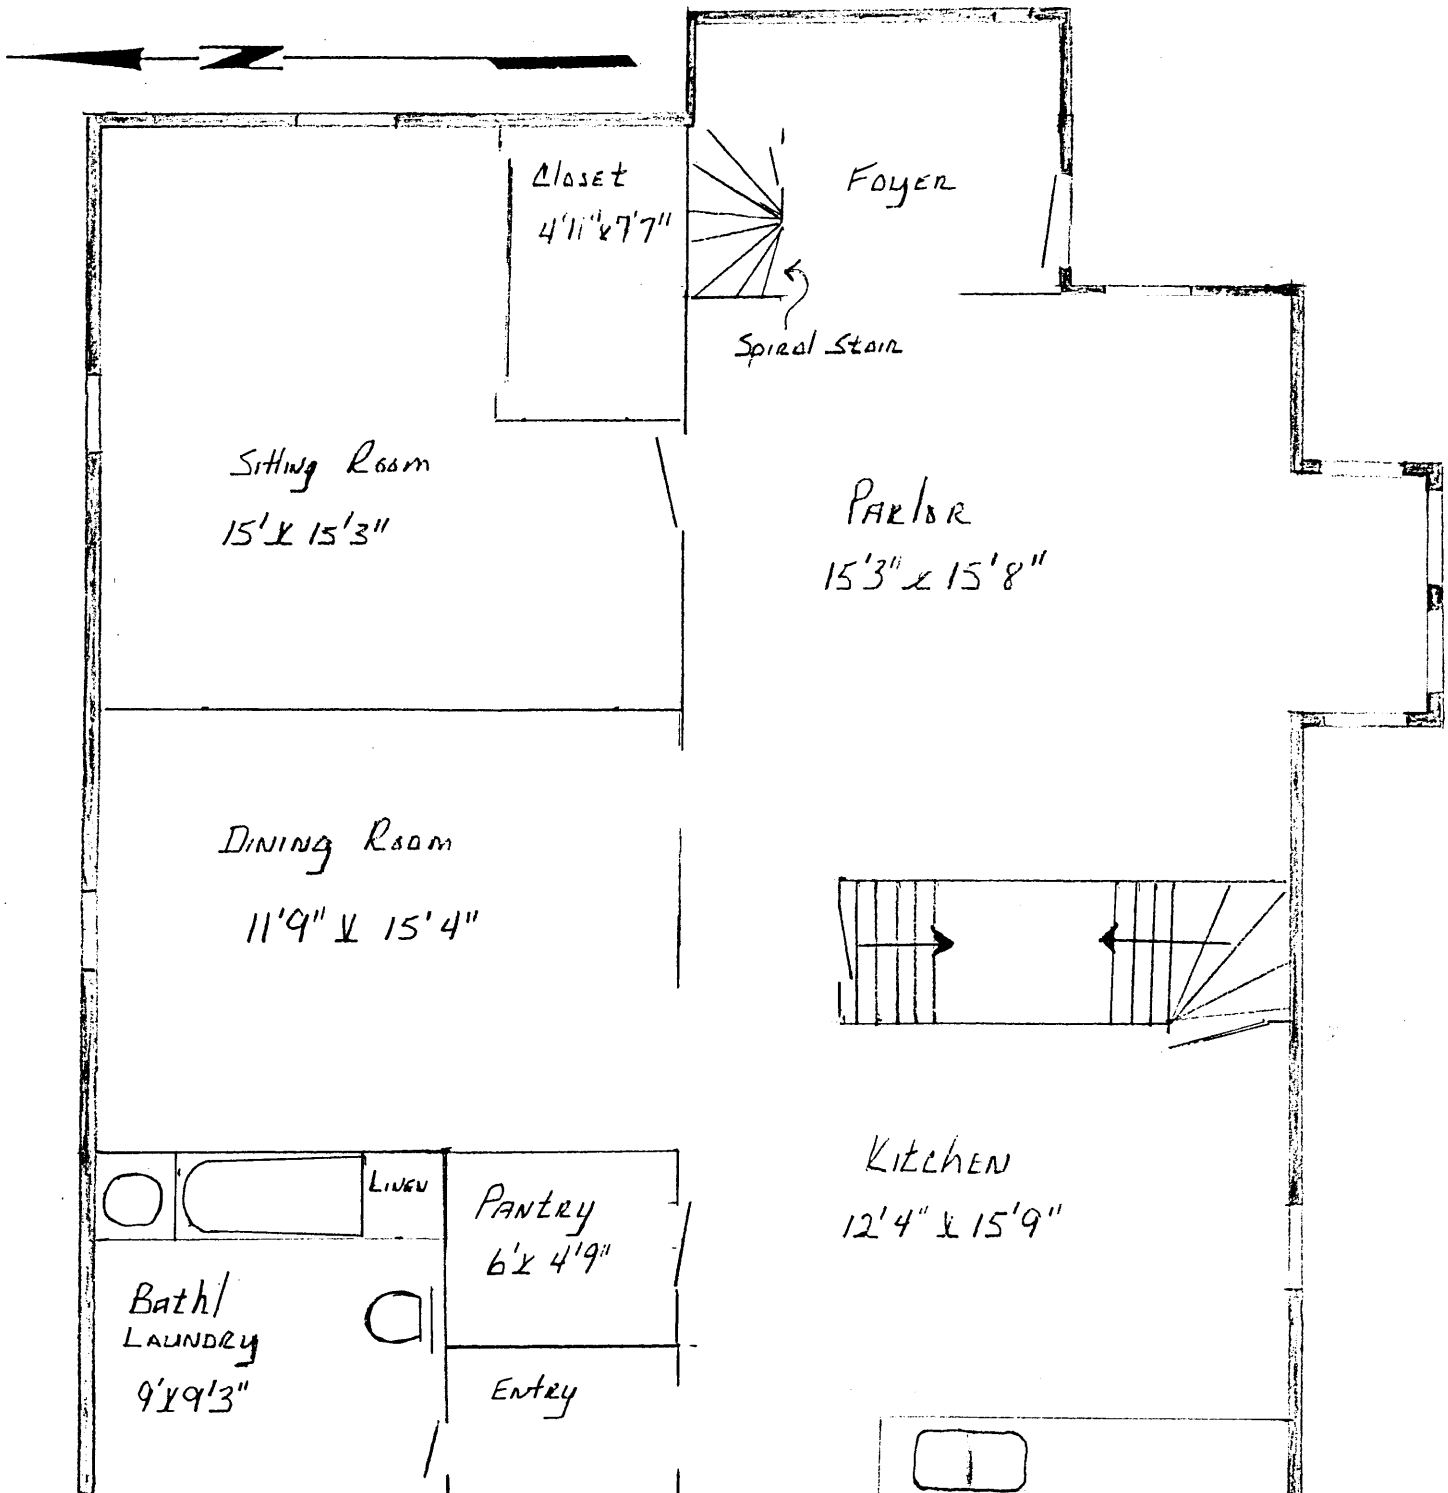 N
Closet
4'11" x 7'7"
Foyer
Spiral Stair
Sitting Room
15' x 15'3"
Parlor
15'3" x 15'8"
Dining Room
11'9" x 15'4"
Linen
Pantry
6' x 4'9"
Kitchen
12'4" x 15'9"
Bath/
Laundry
9' x 9'3"
Entry